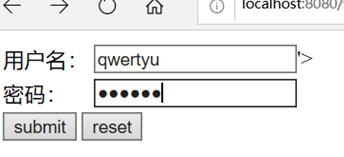 localhost:8080/
用户名： qwertyu'>
密码： ••••••
submit reset